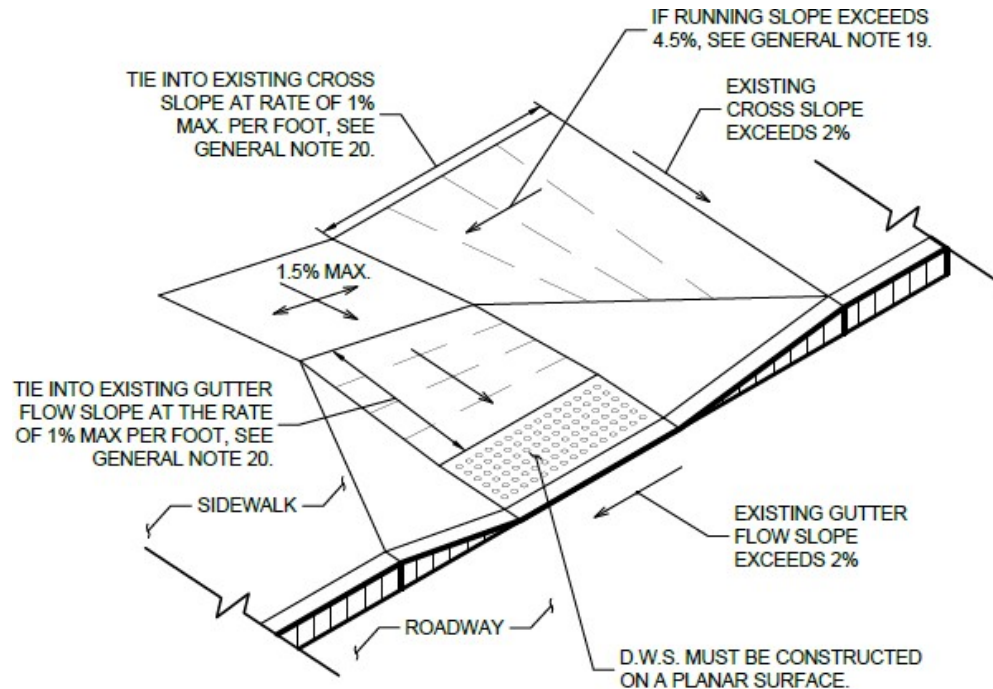 IF RUNNING SLOPE EXCEEDS
4.5%, SEE GENERAL NOTE 19.
TIE INTO EXISTING CROSS
SLOPE AT RATE OF 1%
MAX. PER FOOT, SEE
GENERAL NOTE 20.
EXISTING
CROSS SLOPE
EXCEEDS 2%
1.5% MAX.
TIE INTO EXISTING GUTTER
FLOW SLOPE AT THE RATE
OF 1% MAX PER FOOT, SEE
GENERAL NOTE 20.
SIDEWALK
EXISTING GUTTER
FLOW SLOPE
EXCEEDS 2%
ROADWAY
D.W.S. MUST BE CONSTRUCTED
ON A PLANAR SURFACE.